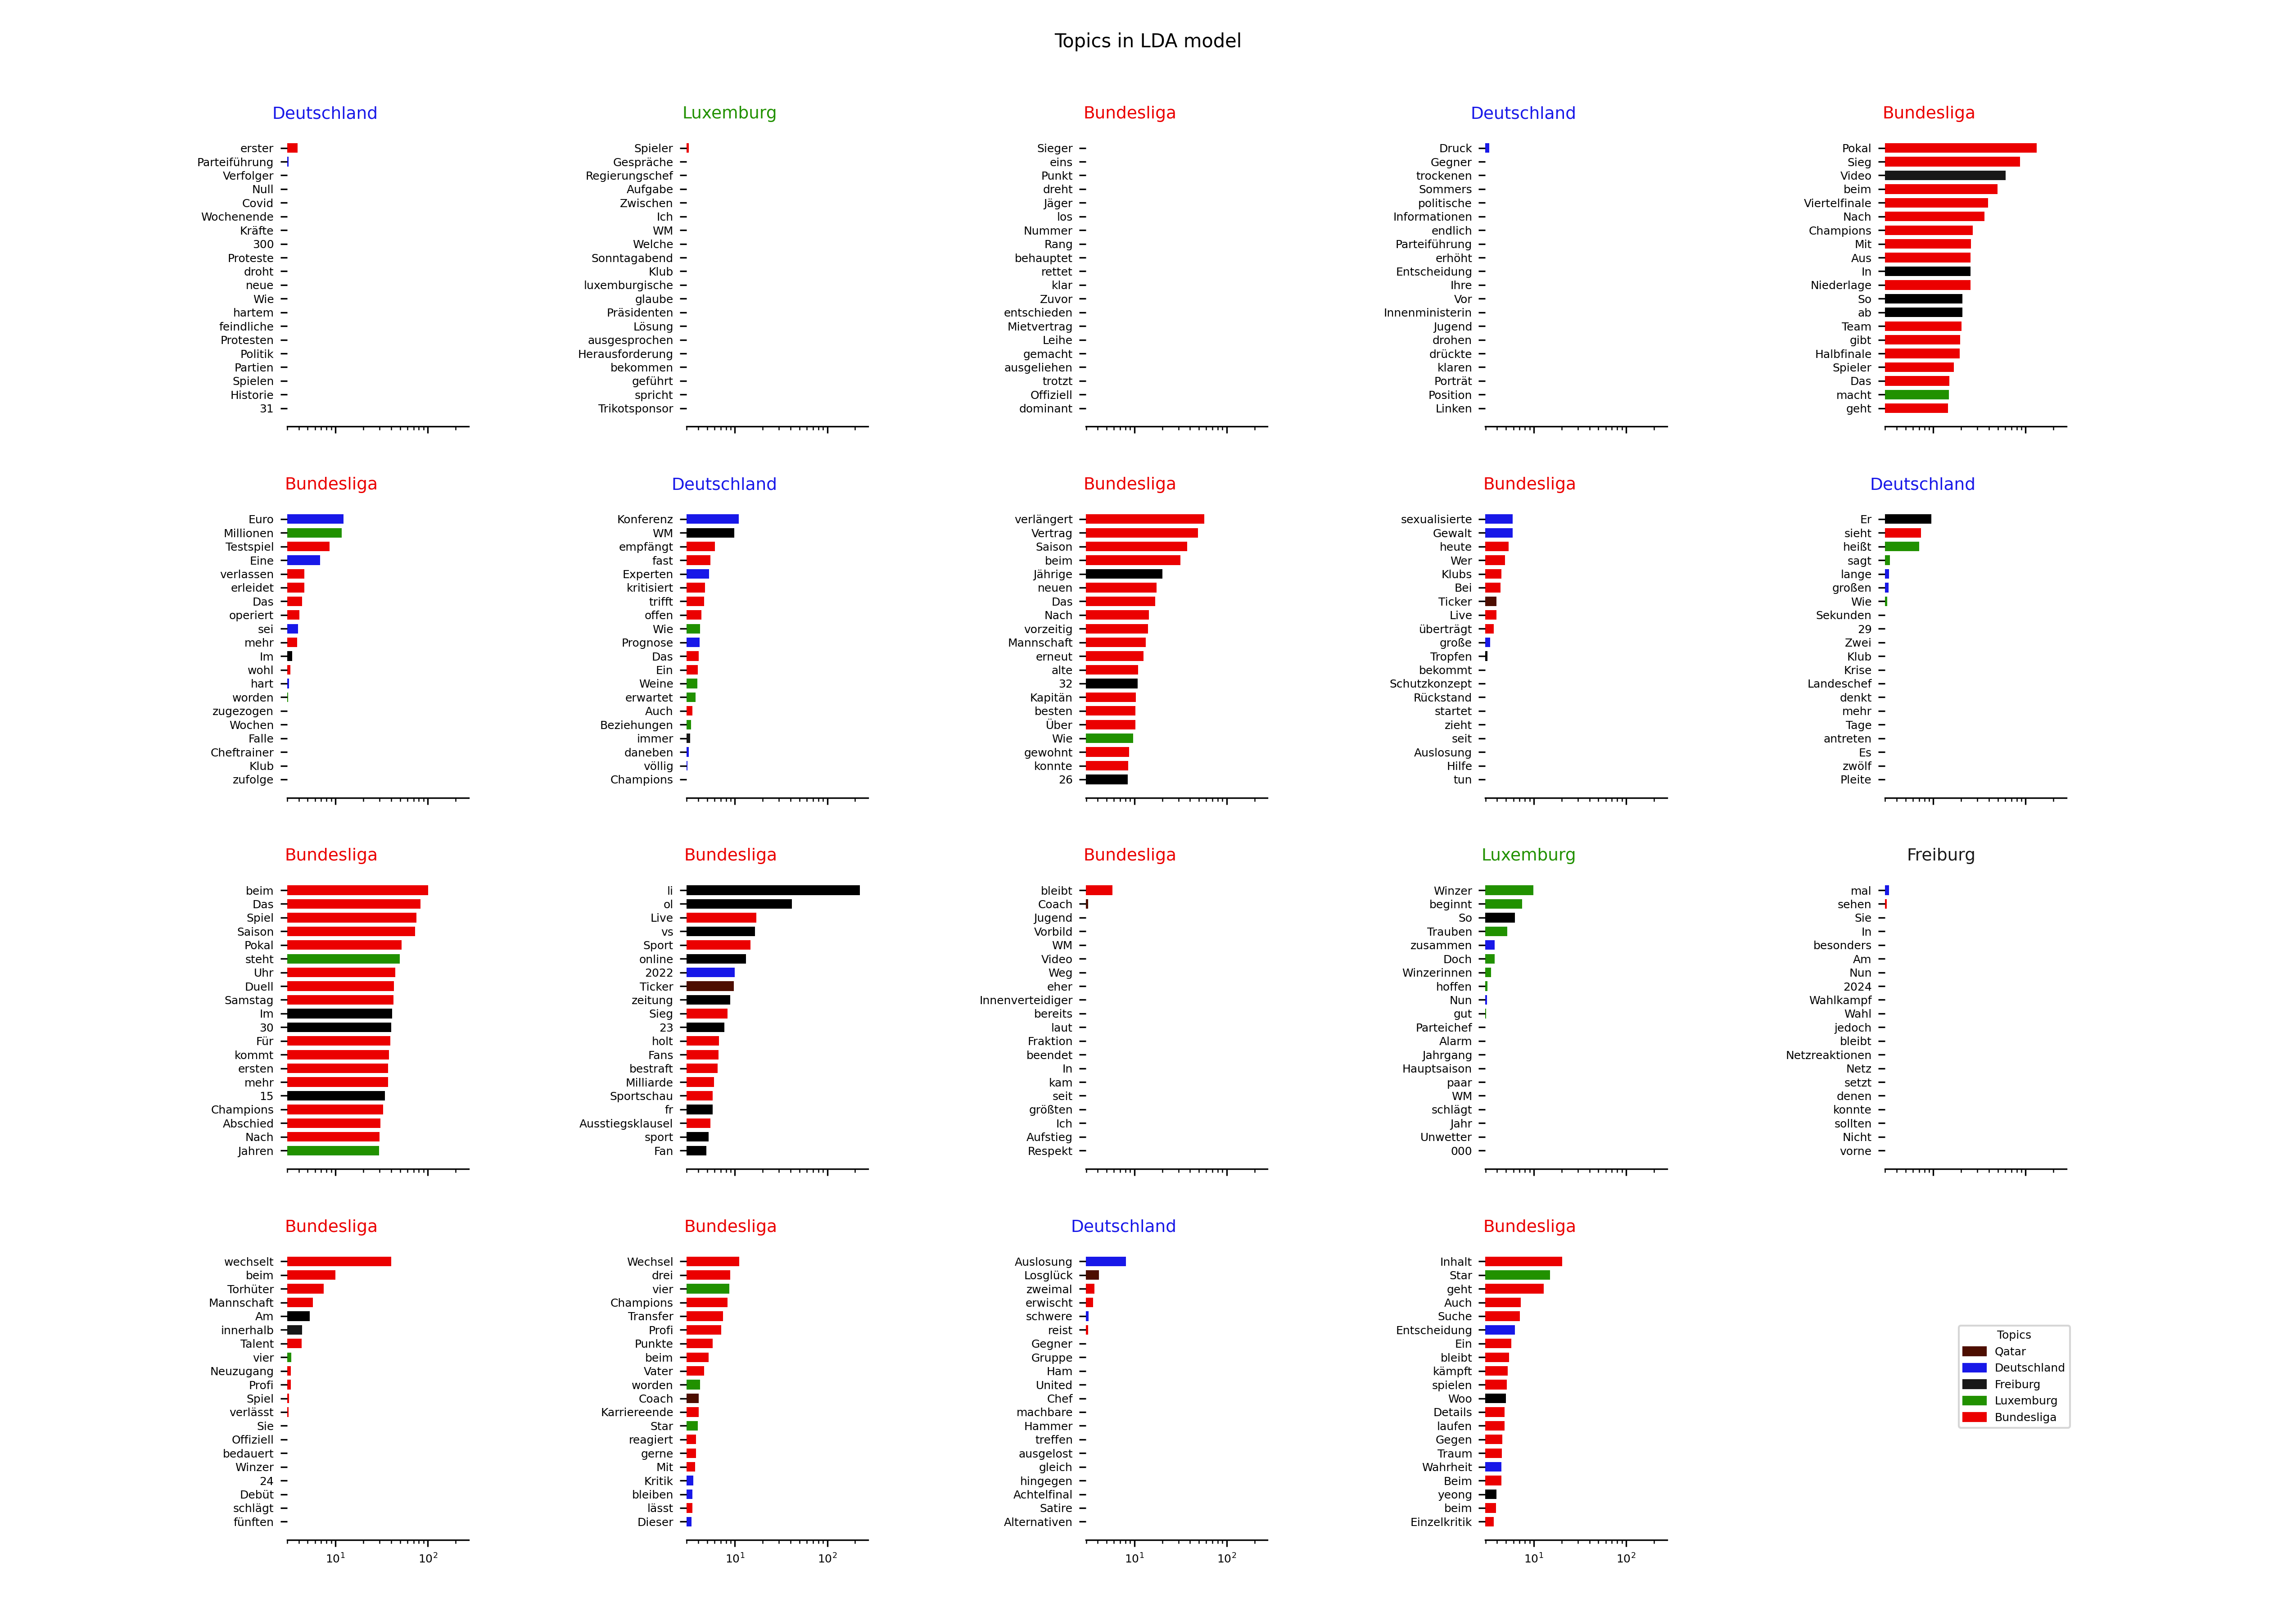 Topics in LDA model
Deutschland
erster
Parteiführung
Verfolger
Null
Covid
Wochenende
Kräfte
300
Proteste
droht
neue
Wie
hartem
feindliche
Protesten
Politik
Partien
Spielen
Historie
31
Luxemburg
Spieler
Gespräche
Regierungschef
Aufgabe
Zwischen
Ich
WM
Welche
Sonntagabend
Klub
luxemburgische
glaube
Präsidenten
Lösung
ausgesprochen
Herausforderung
bekommen
geführt
spricht
Trikotsponsor
Bundesliga
Sieger
eins
Punkt
dreht
Jäger
los
Nummer
Rang
behauptet
rettet
klar
Zuvor
entschieden
Mietvertrag
Leihe
gemacht
ausgeliehen
trotzt
Offiziell
dominant
Deutschland
Druck
Gegner
trockenen
Sommers
politische
Informationen
endlich
Parteiführung
erhöht
Entscheidung
Ihre
Vor
Innenministerin
Jugend
drohen
drückte
klaren
Porträt
Position
Linken
Bundesliga
Pokal
Sieg
Video
beim
Viertelfinale
Nach
Champions
Mit
Aus
In
Niederlage
So
ab
Team
gibt
Halbfinale
Spieler
Das
macht
geht
Bundesliga
Euro
Millionen
Testspiel
Eine
verlassen
erleidet
Das
operiert
sei
mehr
Im
wohl
hart
worden
zugezogen
Wochen
Falle
Cheftrainer
Klub
zufolge
Deutschland
Konferenz
WM
empfängt
fast
Experten
kritisiert
trifft
offen
Wie
Prognose
Das
Ein
Weine
erwartet
Auch
Beziehungen
immer
daneben
völlig
Champions
Bundesliga
verlängert
Vertrag
Saison
beim
Jährige
neuen
Das
Nach
vorzeitig
Mannschaft
erneut
alte
32
Kapitän
besten
Über
Wie
gewohnt
konnte
26
Bundesliga
sexualisierte
Gewalt
heute
Wer
Klubs
Bei
Ticker
Live
überträgt
große
Tropfen
bekommt
Schutzkonzept
Rückstand
startet
zieht
seit
Auslosung
Hilfe
tun
Deutschland
Er
sieht
heißt
sagt
lange
großen
Wie
Sekunden
29
Zwei
Klub
Krise
Landeschef
denkt
mehr
Tage
antreten
Es
zwölf
Pleite
Bundesliga
beim
Das
Spiel
Saison
Pokal
steht
Uhr
Duell
Samstag
Im
30
Für
kommt
ersten
mehr
15
Champions
Abschied
Nach
Jahren
Bundesliga
li
ol
Live
vs
Sport
online
2022
Ticker
zeitung
Sieg
23
holt
Fans
bestraft
Milliarde
Sportschau
fr
Ausstiegsklausel
sport
Fan
Bundesliga
bleibt
Coach
Jugend
Vorbild
WM
Video
Weg
eher
Innenverteidiger
bereits
laut
Fraktion
beendet
In
kam
seit
größten
Ich
Aufstieg
Respekt
Luxemburg
Winzer
beginnt
So
Trauben
zusammen
Doch
Winzerinnen
hoffen
Nun
gut
Parteichef
Alarm
Jahrgang
Hauptsaison
paar
WM
schlägt
Jahr
Unwetter
000
Freiburg
mal
sehen
Sie
In
besonders
Am
Nun
2024
Wahlkampf
Wahl
jedoch
bleibt
Netzreaktionen
Netz
setzt
denen
konnte
sollten
Nicht
vorne
Bundesliga
wechselt
beim
Torhüter
Mannschaft
Am
innerhalb
Talent
vier
Neuzugang
Profi
Spiel
verlässt
Sie
Offiziell
bedauert
Winzer
24
Debüt
schlägt
fünften
10¹ 10²
Bundesliga
Wechsel
drei
vier
Champions
Transfer
Profi
Punkte
beim
Vater
worden
Coach
Karriereende
Star
reagiert
gerne
Mit
Kritik
bleiben
lässt
Dieser
10¹ 10²
Deutschland
Auslosung
Losglück
zweimal
erwischt
schwere
reist
Gegner
Gruppe
Ham
United
Chef
machbare
Hammer
treffen
ausgelost
gleich
hingegen
Achtelfinal
Satire
Alternativen
10¹ 10²
Bundesliga
Inhalt
Star
geht
Auch
Suche
Entscheidung
Ein
bleibt
kämpft
spielen
Woo
Details
laufen
Gegen
Traum
Wahrheit
Beim
yeong
beim
Einzelkritik
10¹ 10²
Topics
Qatar
Deutschland
Freiburg
Luxemburg
Bundesliga